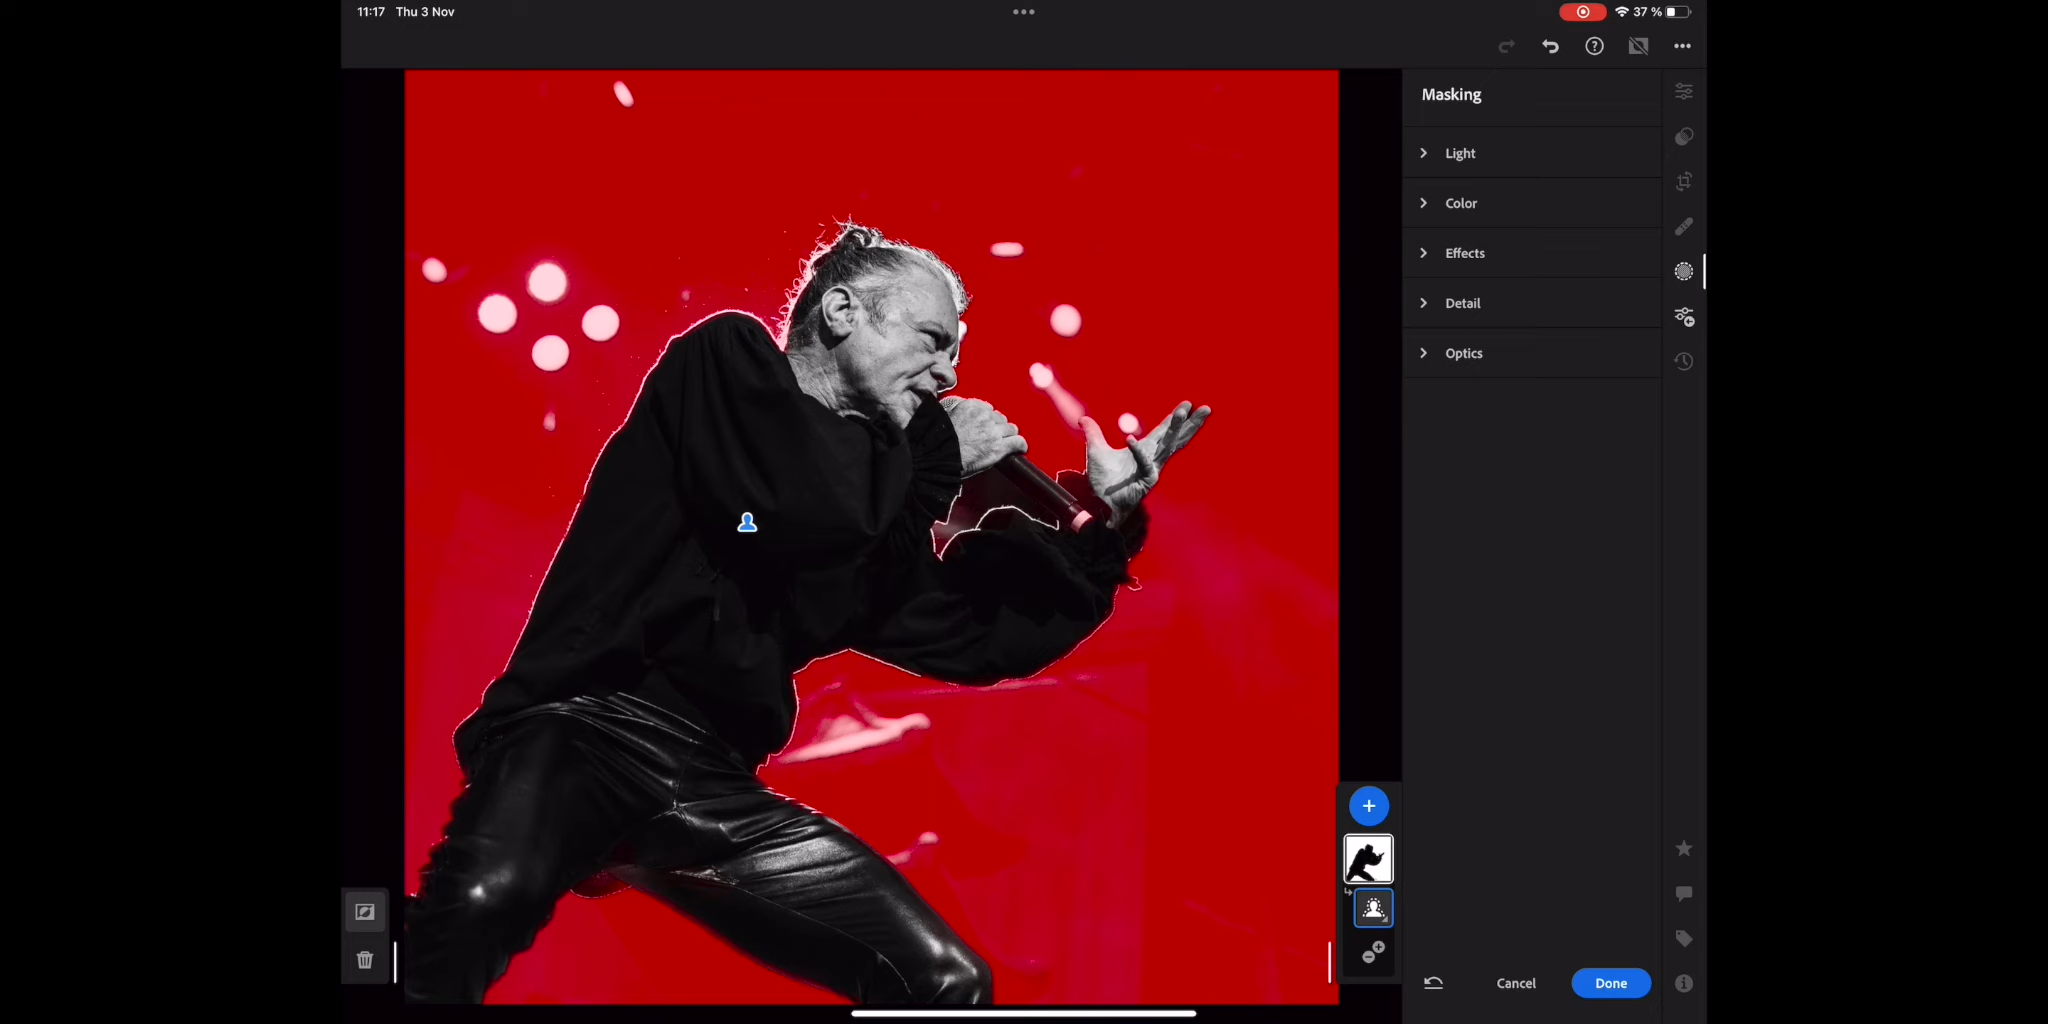 11:17 Thu 3 Nov
37 %
Masking
Light
Color
Effects
Detail
Optics
Cancel
Done